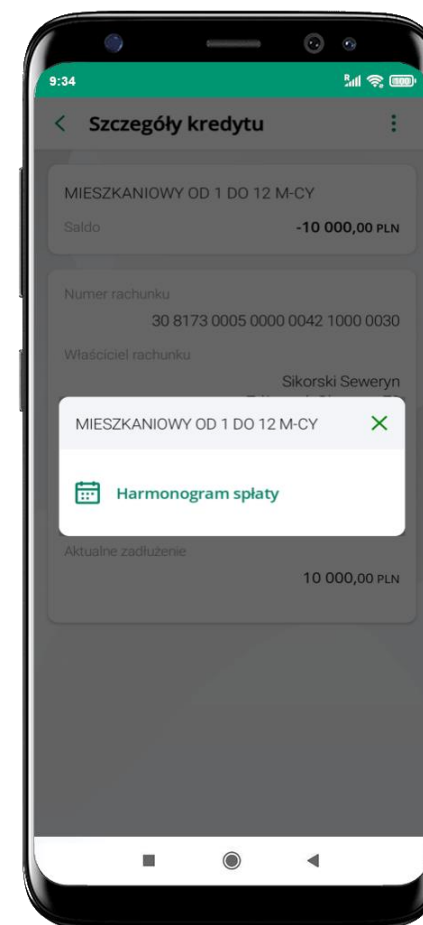 9:34
Szczegóły kredytu
MIESZKANIOWY OD 1 DO 12 M-CY
Saldo -10 000,00 PLN
Numer rachunku
30 8173 0005 0000 0042 1000 0030
Właściciel rachunku
Sikorski Seweryn
MIESZKANIOWY OD 1 DO 12 M-CY
Harmonogram spłaty
Aktualne zadłużenie
10 000,00 PLN